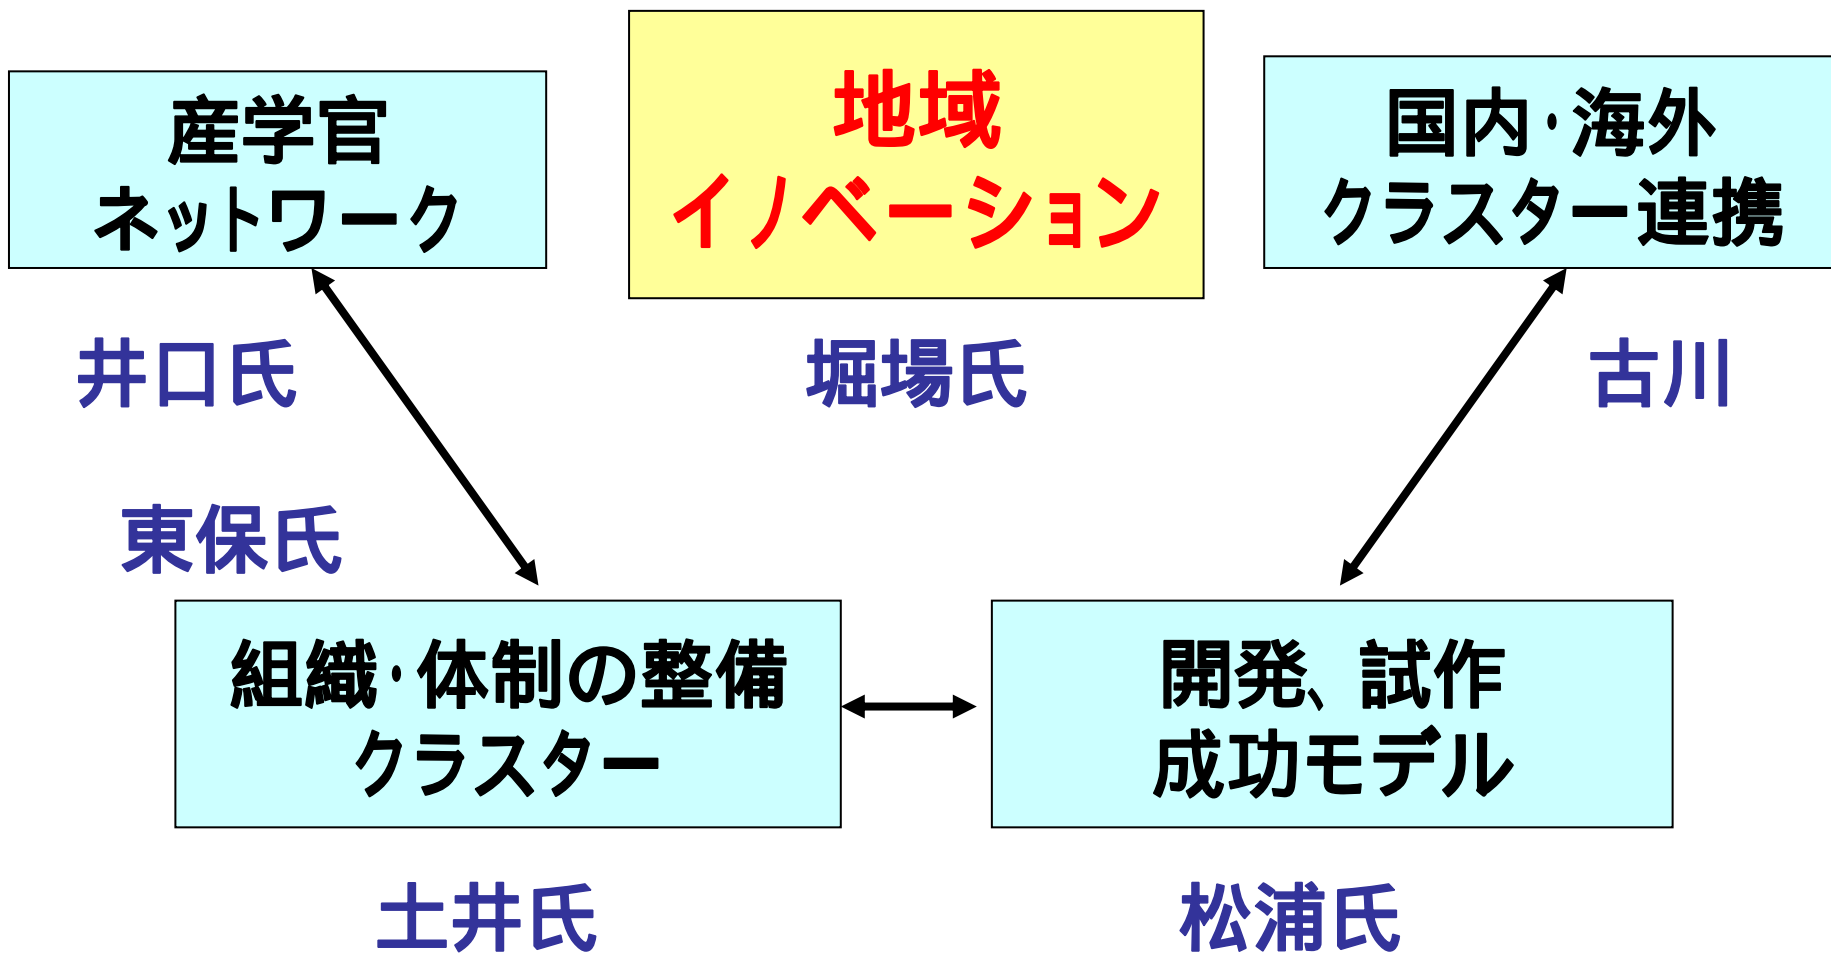 産学官
ネットワーク
地域
イノベーション
国内・海外
クラスター連携
井口氏
堀場氏
古川
東保氏
組織・体制の整備
クラスター
開発、試作
成功モデル
土井氏
松浦氏